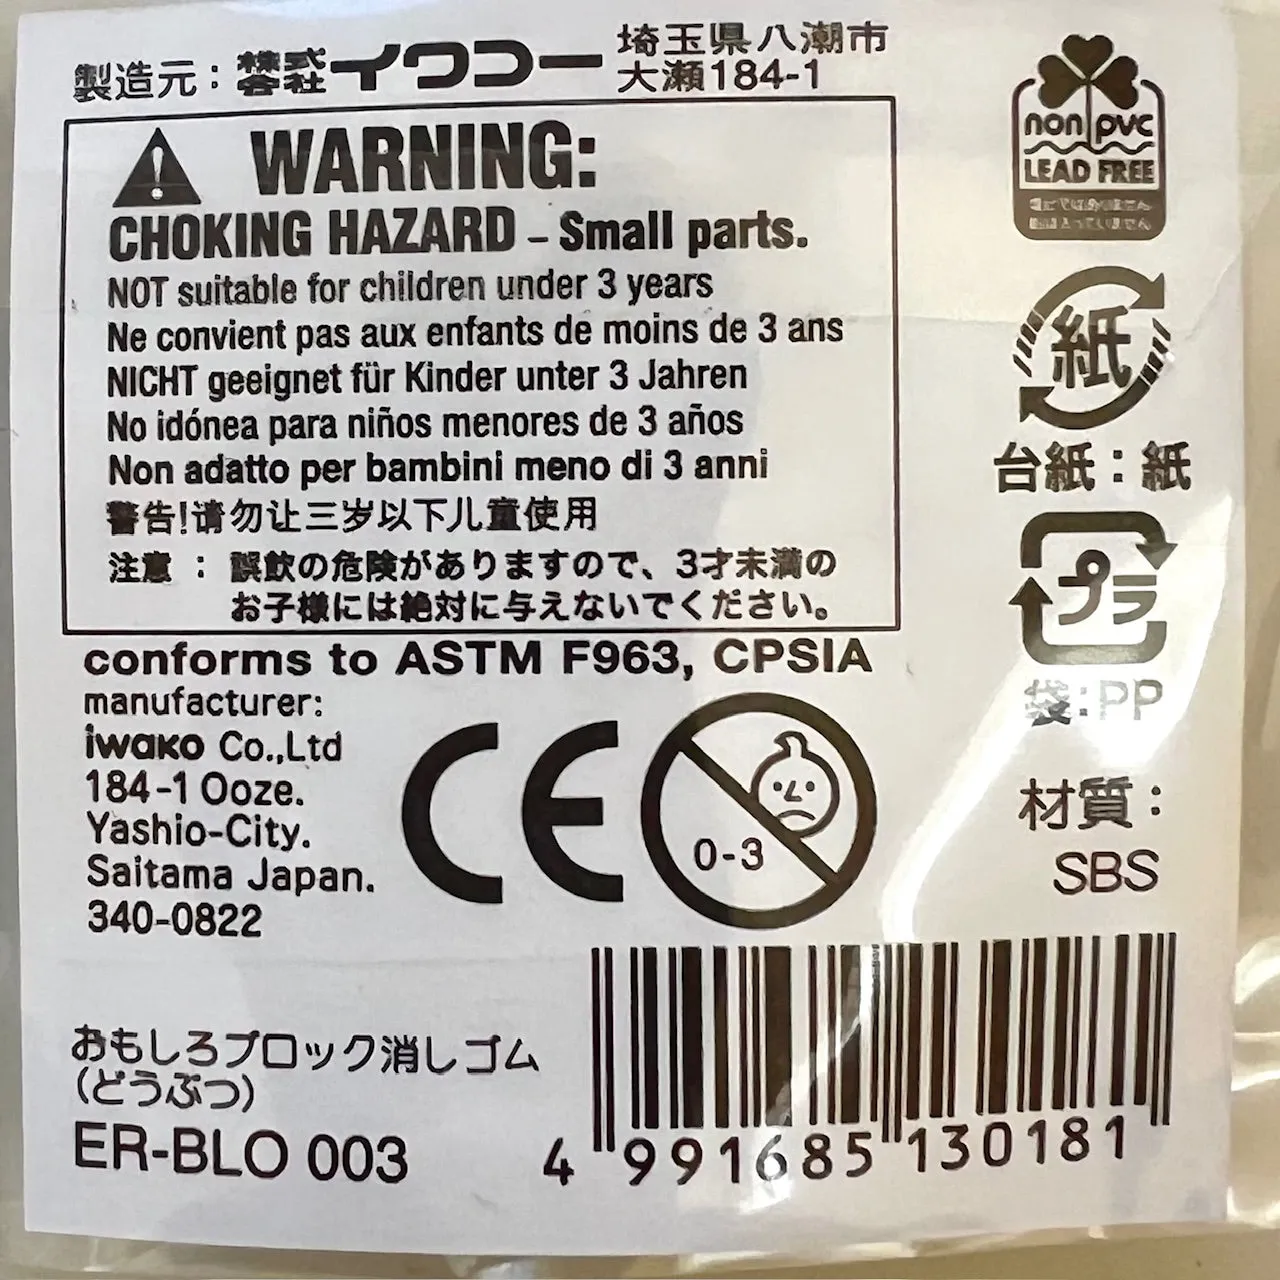 製造元：株式会社イワコー 埼玉県八潮市
大瀬184-1
WARNING:
CHOKING HAZARD – Small parts.
NOT suitable for children under 3 years
Ne convient pas aux enfants de moins de 3 ans
NICHT geeignet für Kinder unter 3 Jahren
No idónea para niños menores de 3 años
Non adatto per bambini meno di 3 anni
警告!请勿让三岁以下儿童使用
注意：誤飲の危険がありますので、3才未満の
お子様には絶対に与えないでください。
conforms to ASTM F963, CPSIA
manufacturer:
iwako Co.,Ltd
184-1 Ooze.
Yashio-City.
Saitama Japan.
340-0822
CE
0-3
non pvc
LEAD FREE
紙
台紙：紙
プラ
袋：PP
材質：
SBS
おもしろブロック消しゴム
(どうぶつ)
ER-BLO 003
4 991685 130181